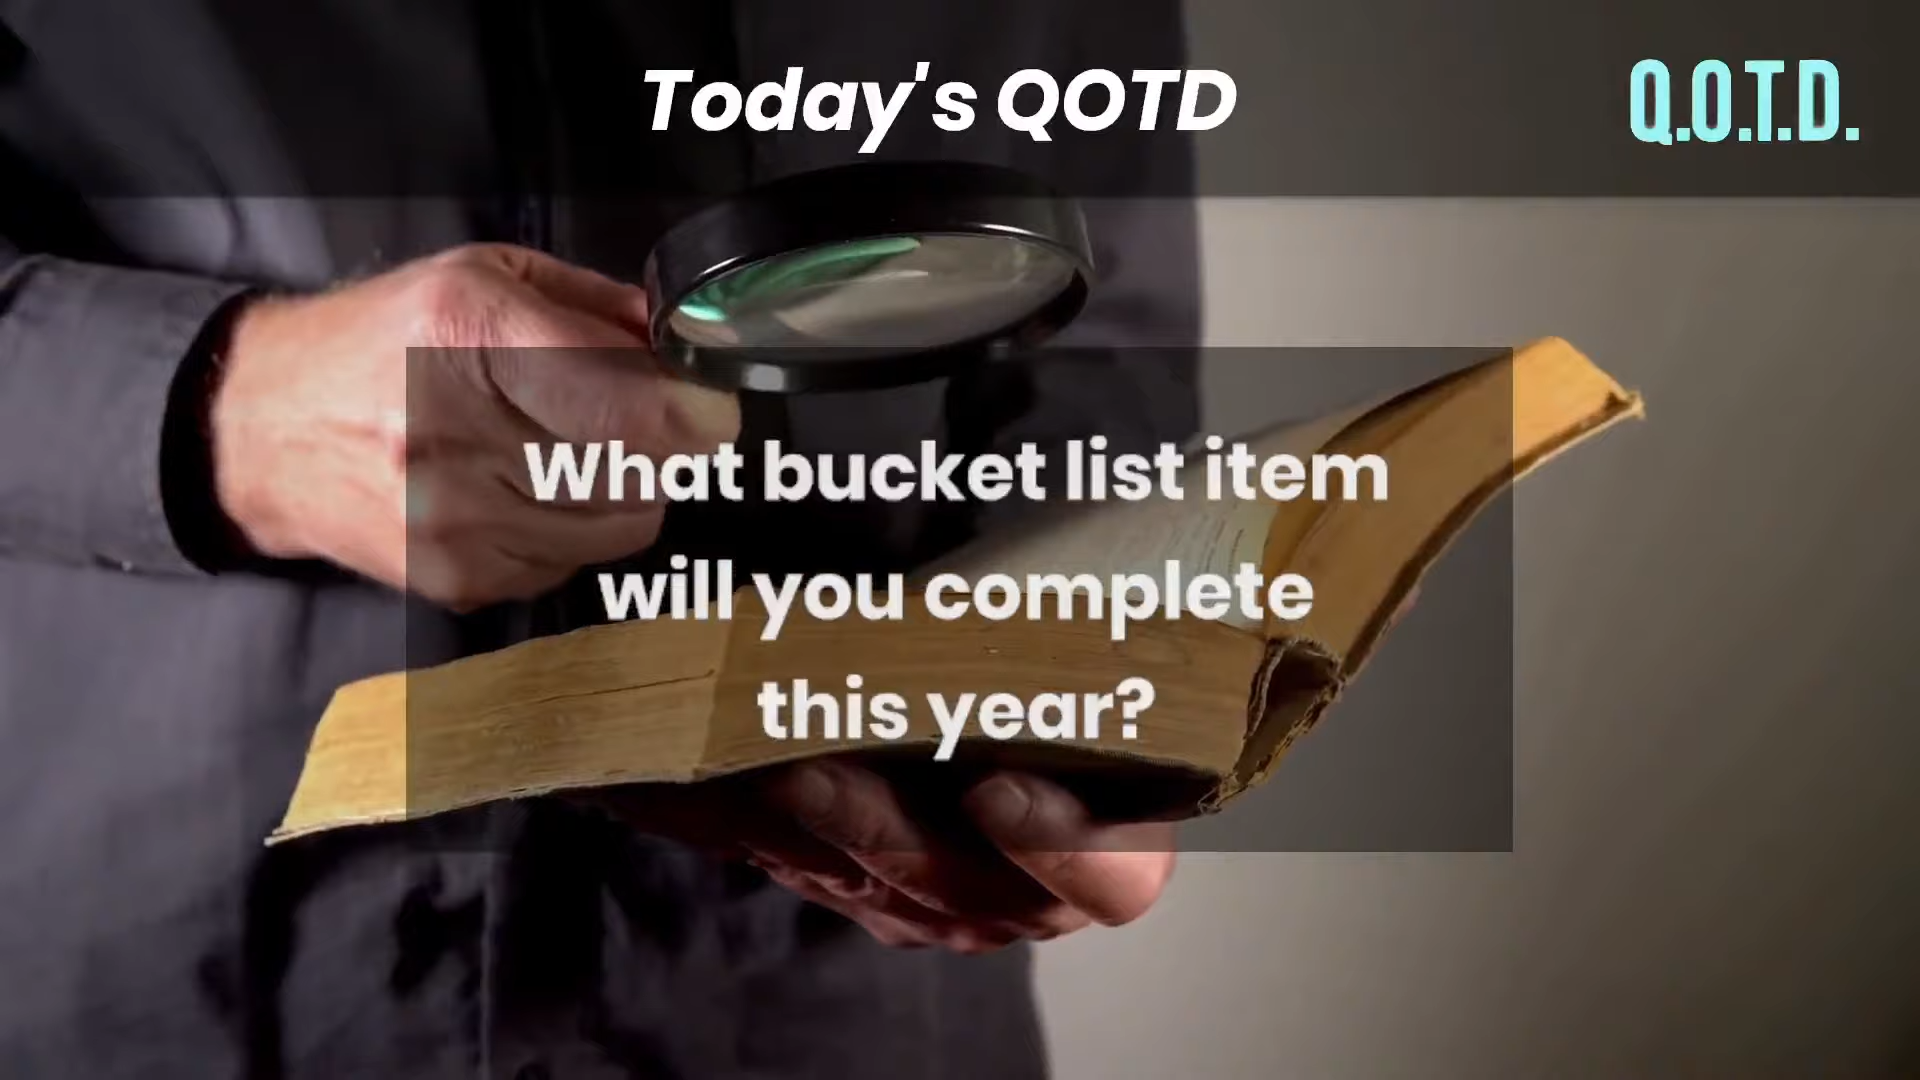 Today's QOTD
Q.O.T.D.
What bucket list item
will you complete
this year?